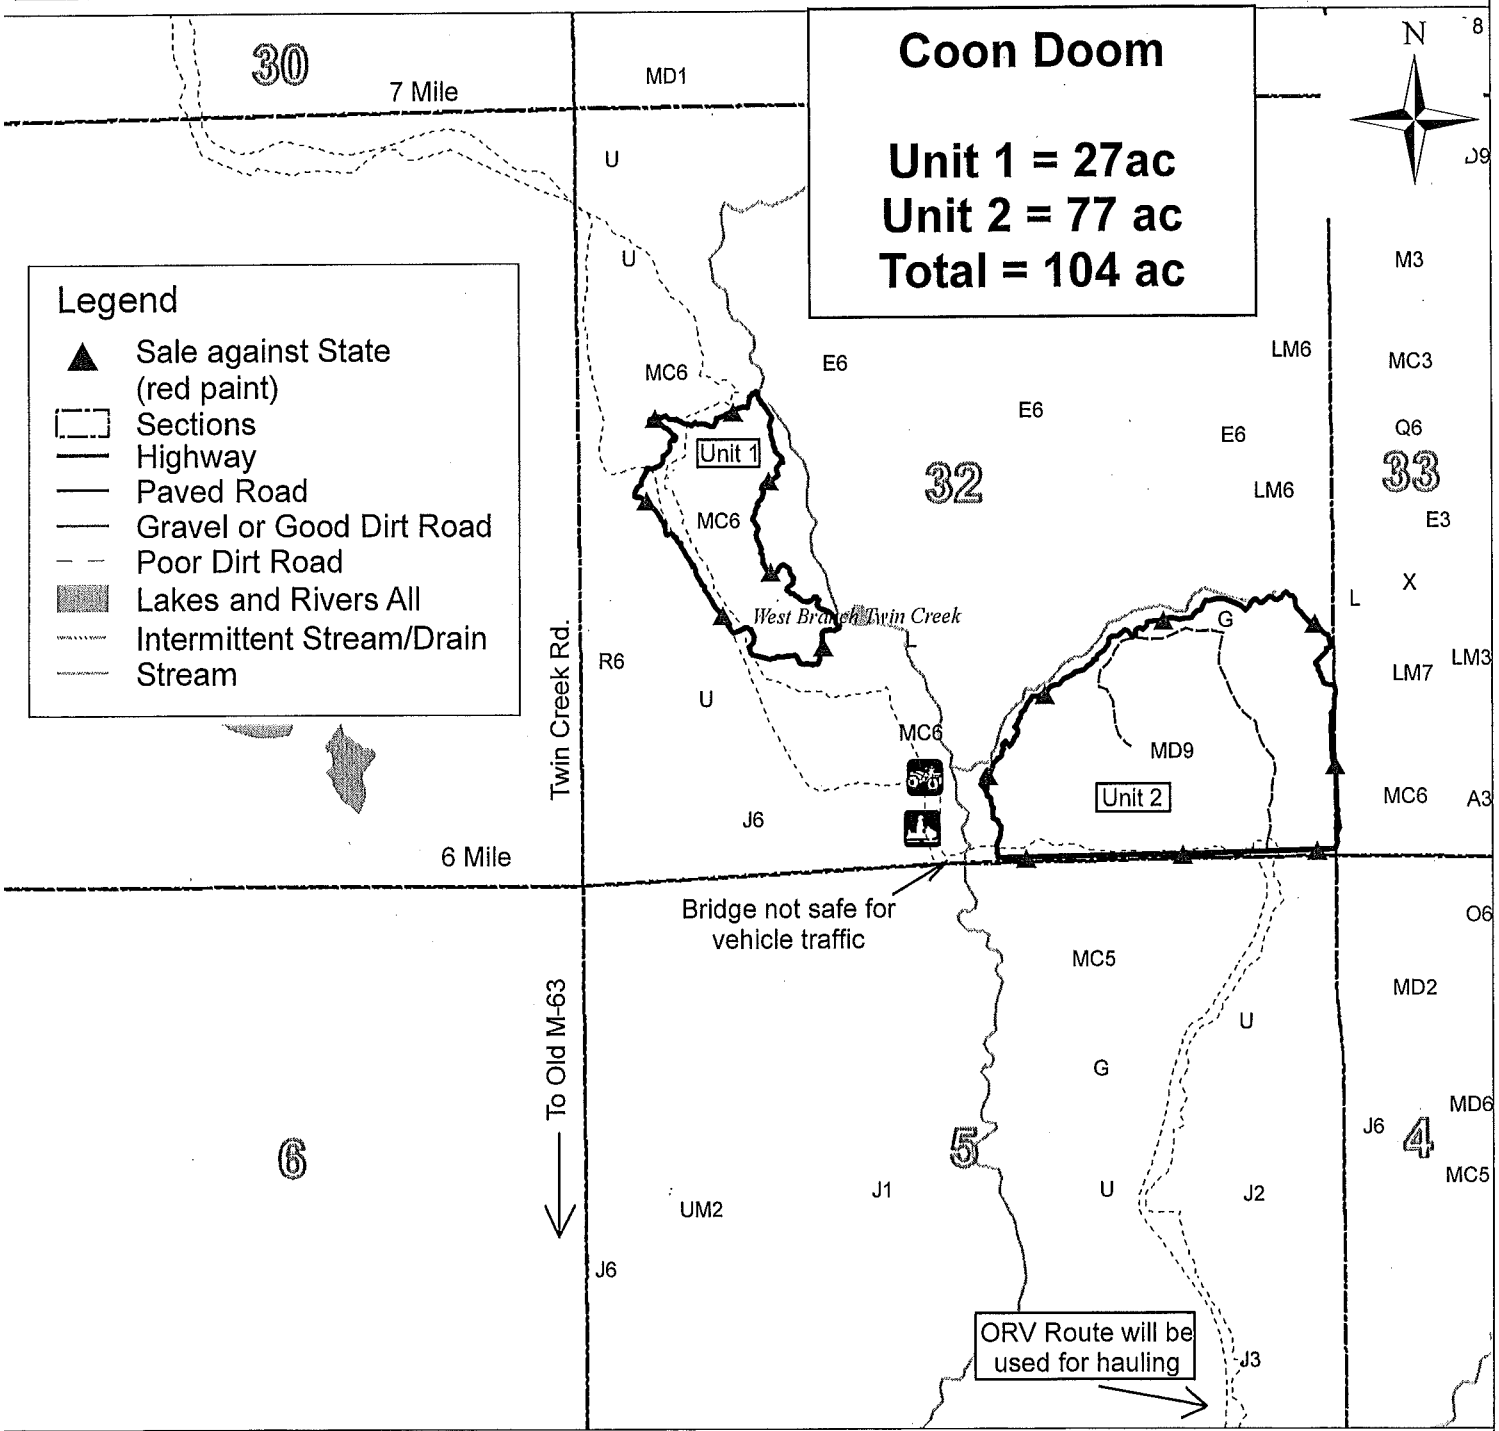 Coon Doom
Unit 1 = 27ac
Unit 2 = 77 ac
Total = 104 ac
N
8
30
7 Mile
MD1
U
U
M3
Legend
Sale against State
(red paint)
Sections
Highway
Paved Road
Gravel or Good Dirt Road
Poor Dirt Road
Lakes and Rivers All
Intermittent Stream/Drain
Stream
MC6
E6
LM6
MC3
E6
E6
Q6
Unit 1
32
33
LM6
MC6
E3
X
L
West Branch Twin Creek
G
R6
LM3
LM7
U
MC6
MD9
Twin Creek Rd.
Unit 2
MC6
A3
J6
6 Mile
Bridge not safe for
vehicle traffic
O6
MC5
MD2
U
To Old M-63
G
MD6
J6
4
6
5
MC5
J1
U
J2
UM2
J6
ORV Route will be
used for hauling
J3